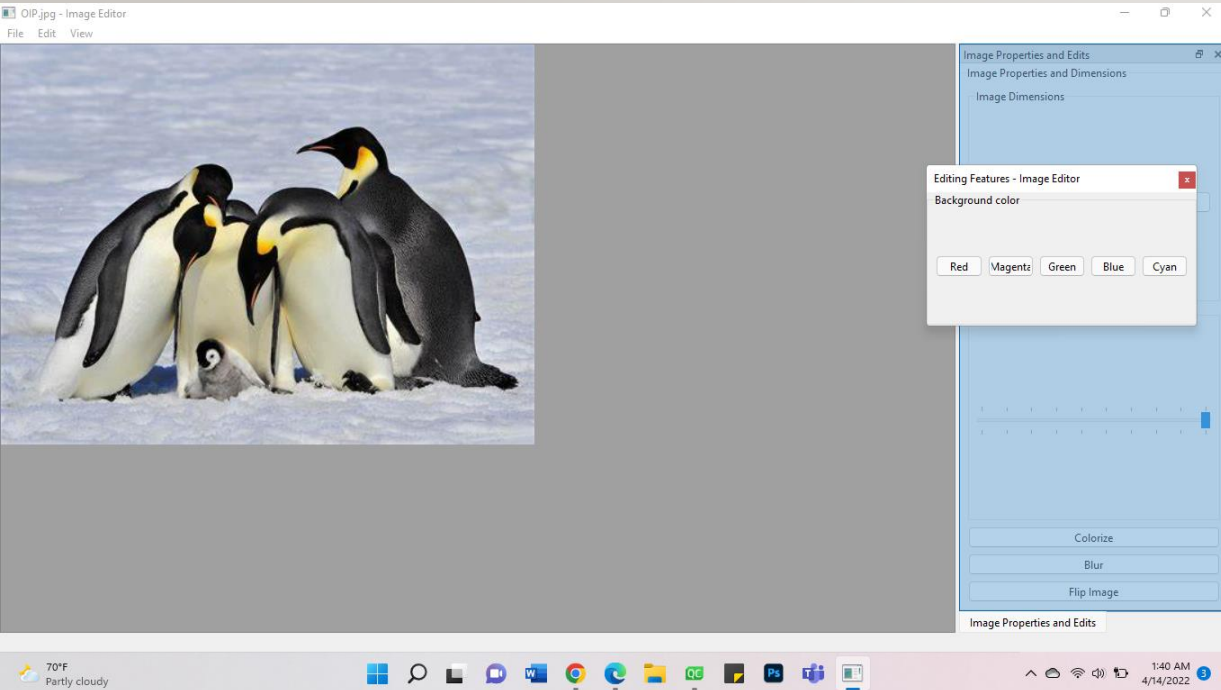 OIP.jpg - Image Editor
File Edit View
Image Properties and Edits
Image Properties and Dimensions
Image Dimensions
Editing Features - Image Editor
x
Background color
Red Magenta Green Blue Cyan
Colorize
Blur
Flip Image
Image Properties and Edits
70°F
Partly cloudy
W
QC
Ps
1:40 AM
4/14/2022
3